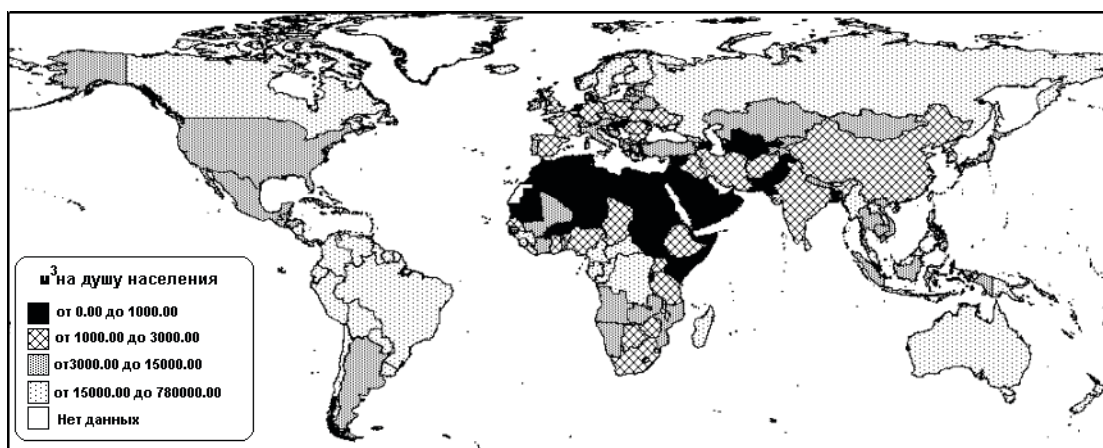 м³на душу населения
от 0.00 до 1000.00
от 1000.00 до 3000.00
от3000.00 до 15000.00
от 15000.00 до 780000.00
Нет данных